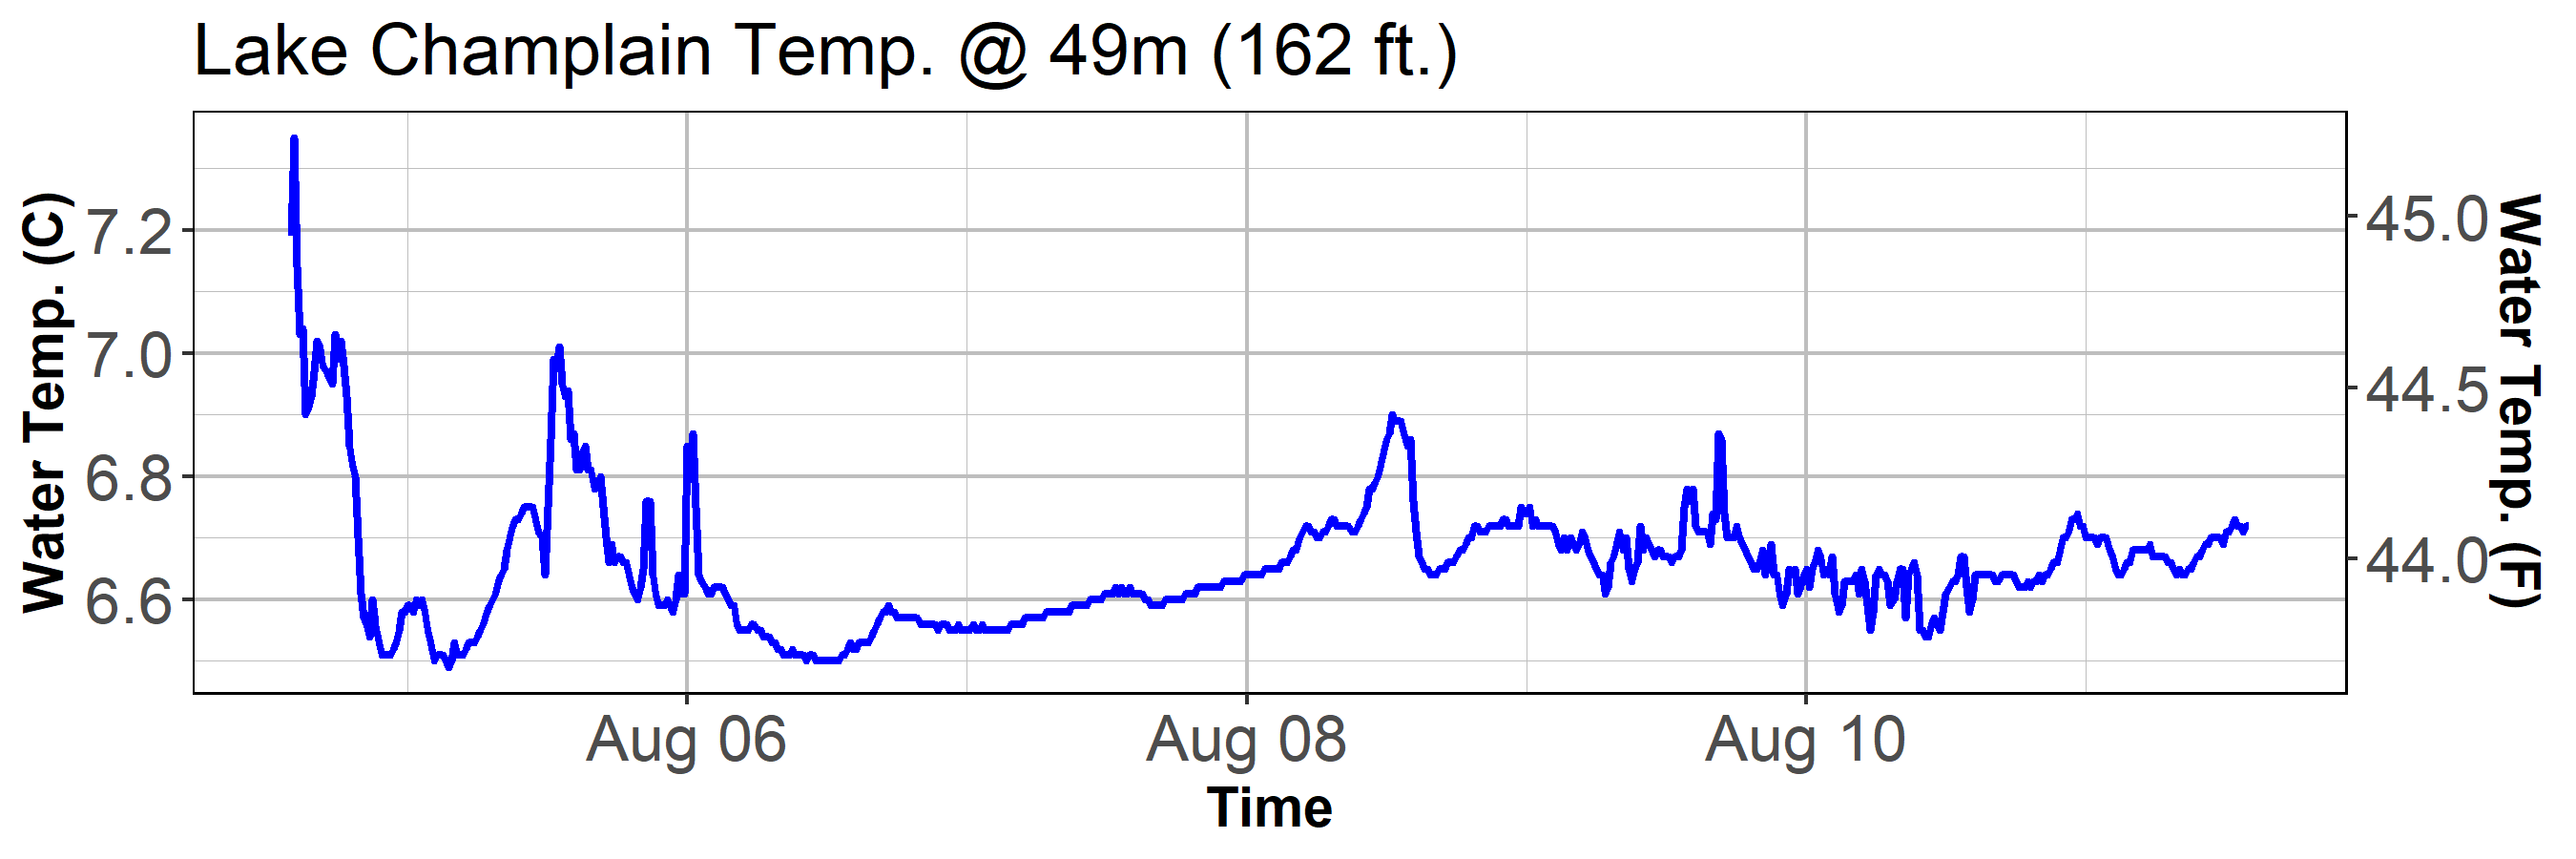 Lake Champlain Temp. @ 49m (162 ft.)
Water Temp. (C)
7.2
7.0
6.8
6.6
45.0
44.5
44.0
Water Temp. (F)
Aug 06
Aug 08
Aug 10
Time